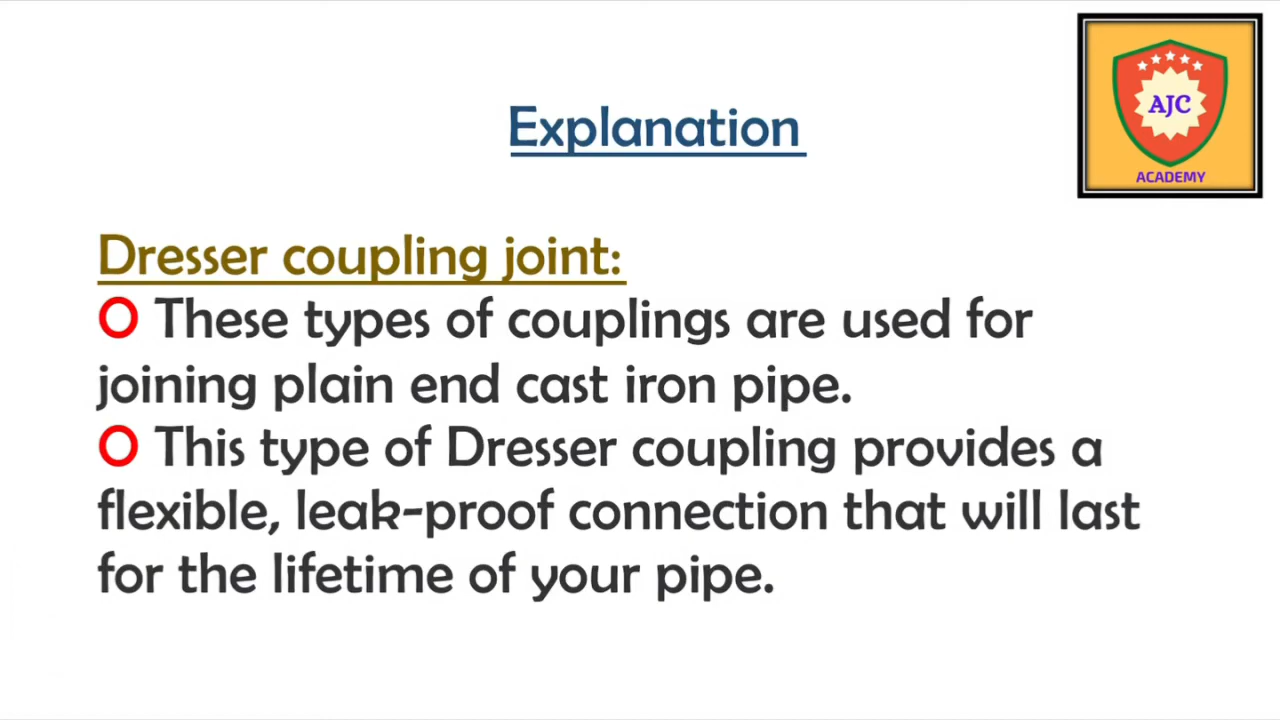 Explanation
AJC
ACADEMY
Dresser coupling joint:
O These types of couplings are used for
joining plain end cast iron pipe.
O This type of Dresser coupling provides a
flexible, leak-proof connection that will last
for the lifetime of your pipe.